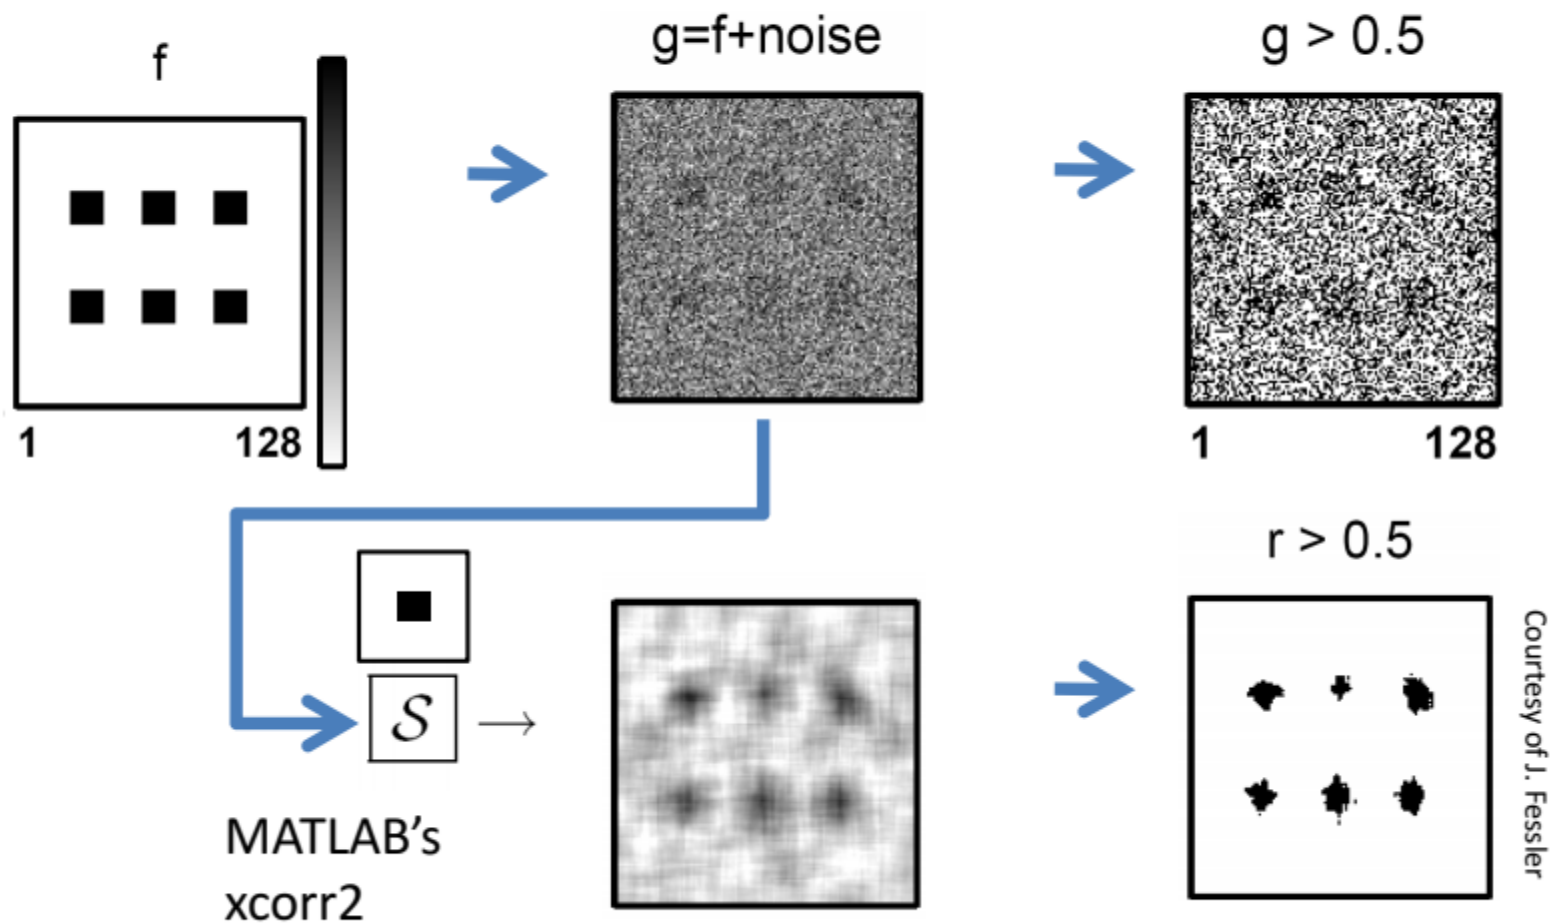 f
g=f+noise
g > 0.5
1 128
1 128
r > 0.5
S →
MATLAB's
xcorr2
Courtesy of J. Fessler